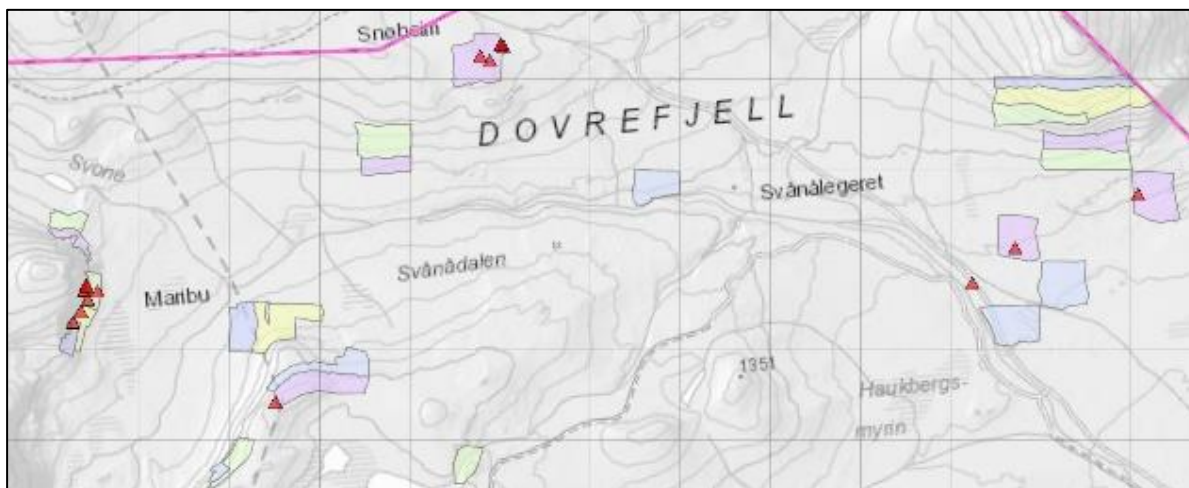 Snøheim
DOVREFJELL
Svone
Svånålegeret
Svånådalen
Maribu
1351
Haukbergs-
myrin